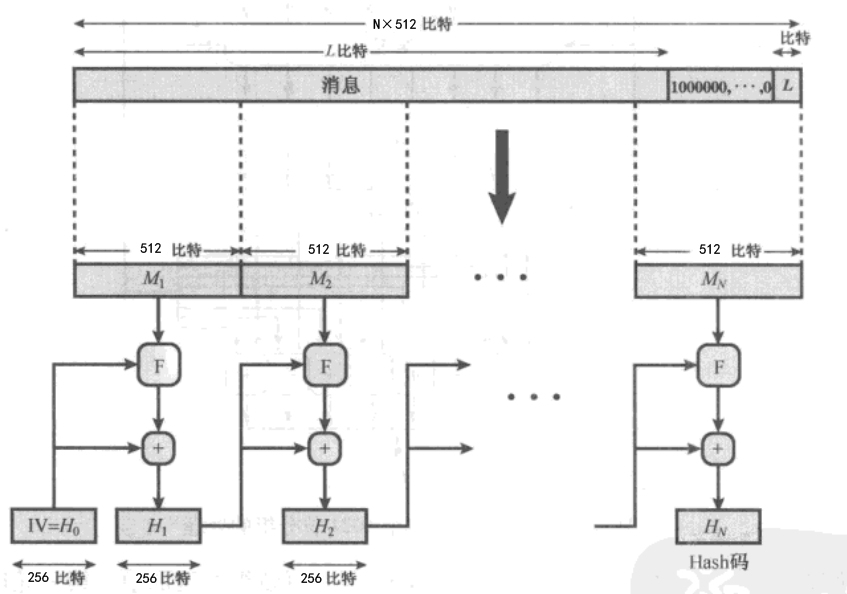 N×512 比特
比特
L比特
消息
1000000, ··· ,0
L
512 比特
512 比特
512 比特
M₁
M₂
• • •
M_N
F
F
F
• • •
+
+
+
IV=H₀
H₁
H₂
H_N
Hash码
256 比特
256 比特
256 比特